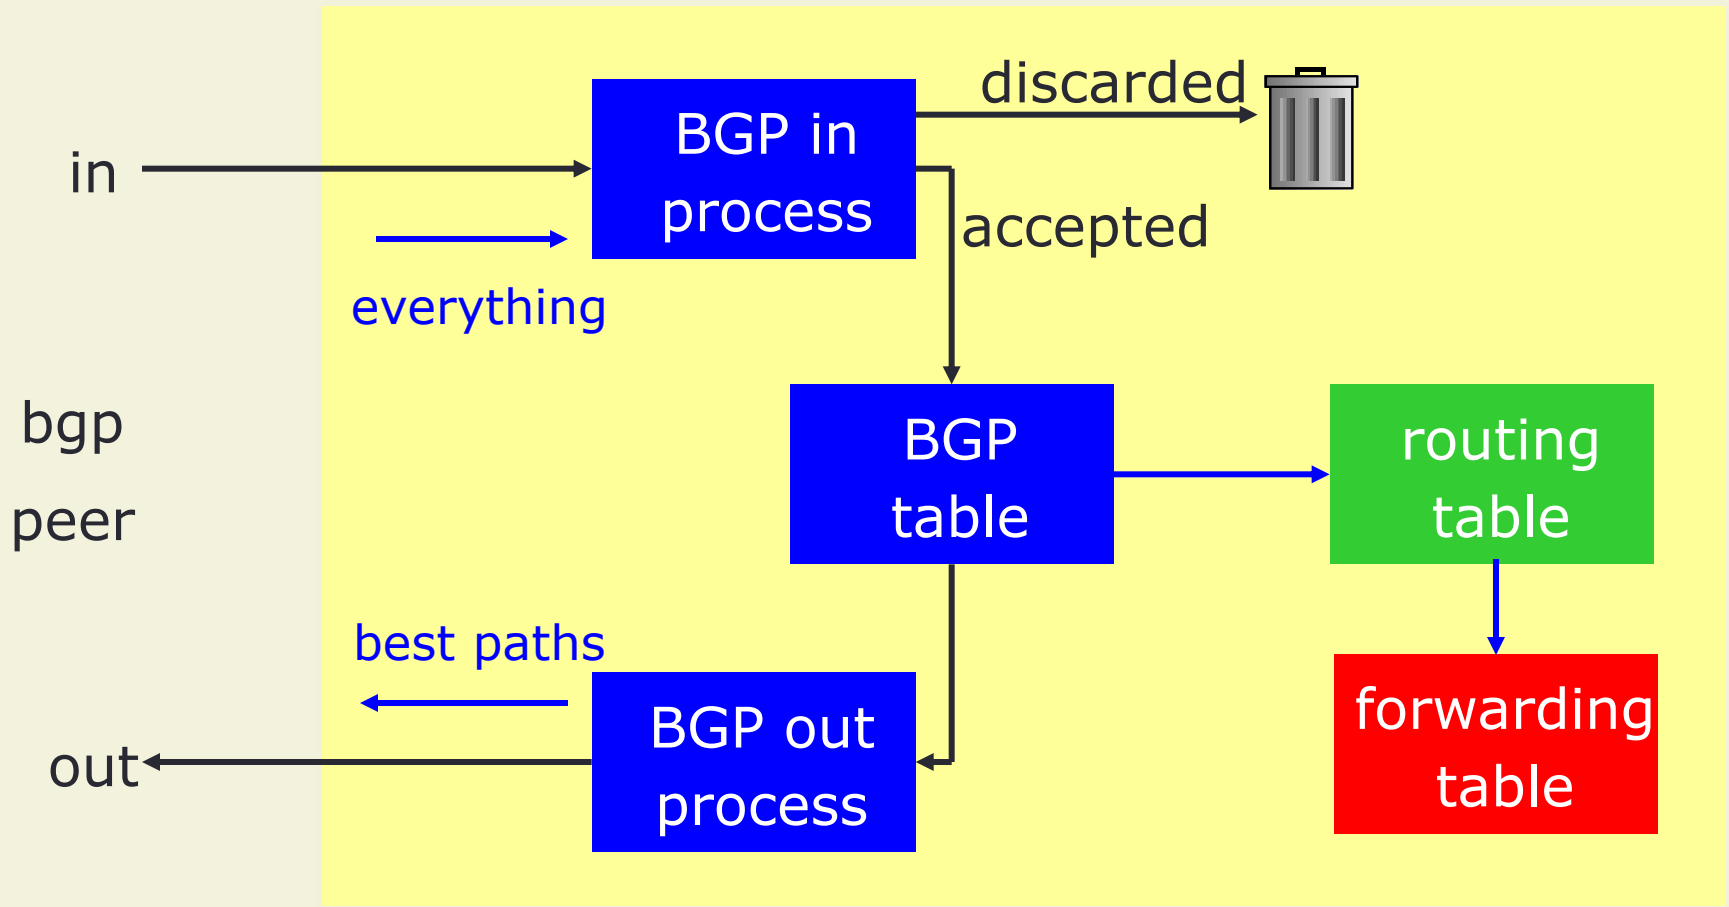 discarded
BGP in
process
in
accepted
everything
bgp
peer
BGP
table
routing
table
best paths
BGP out
process
out
forwarding
table